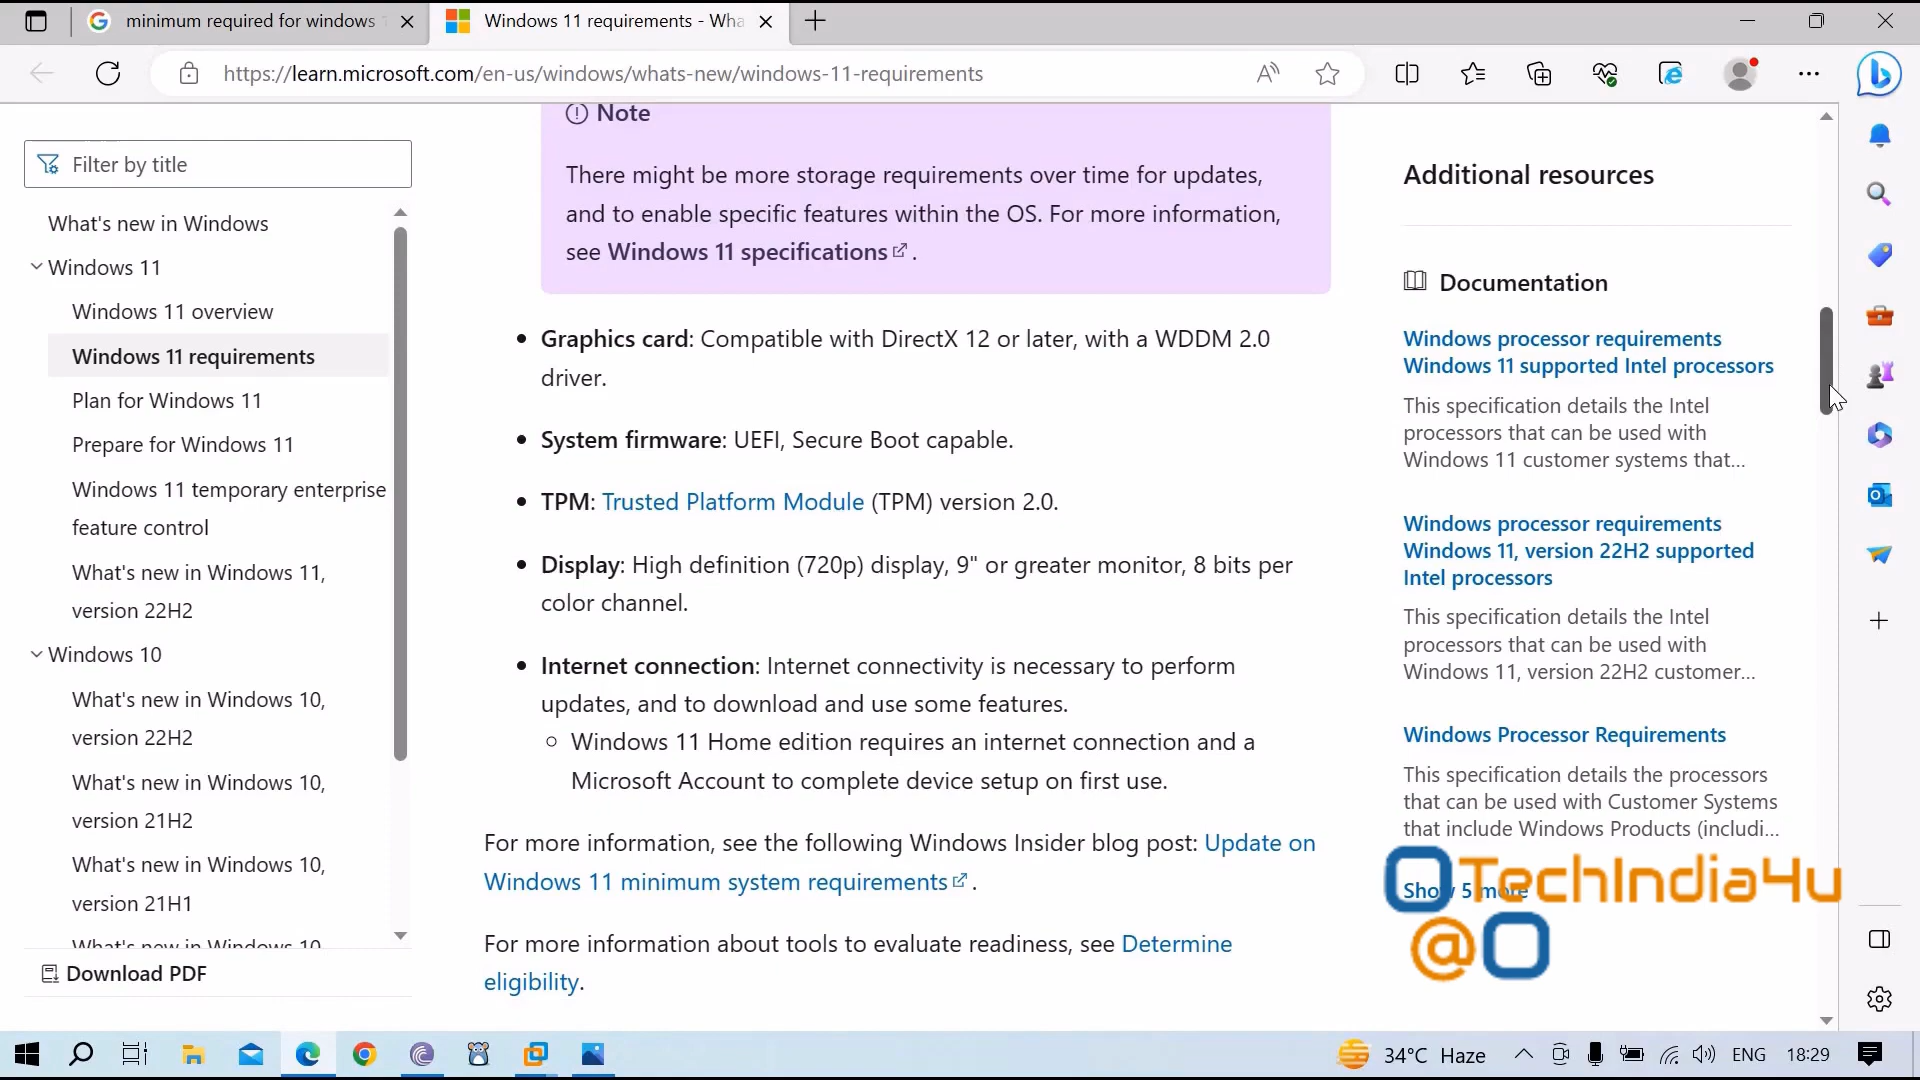 minimum required for windows
Windows 11 requirements - Wha
https://learn.microsoft.com/en-us/windows/whats-new/windows-11-requirements
Filter by title
What's new in Windows
Windows 11
Windows 11 overview
Windows 11 requirements
Plan for Windows 11
Prepare for Windows 11
Windows 11 temporary enterprise
feature control
What's new in Windows 11,
version 22H2
Windows 10
What's new in Windows 10,
version 22H2
What's new in Windows 10,
version 21H2
What's new in Windows 10,
version 21H1
What's new in Windows 10
Download PDF
Note
There might be more storage requirements over time for updates,
and to enable specific features within the OS. For more information,
see Windows 11 specifications .
• Graphics card: Compatible with DirectX 12 or later, with a WDDM 2.0
driver.
• System firmware: UEFI, Secure Boot capable.
• TPM: Trusted Platform Module (TPM) version 2.0.
• Display: High definition (720p) display, 9" or greater monitor, 8 bits per
color channel.
• Internet connection: Internet connectivity is necessary to perform
updates, and to download and use some features.
○ Windows 11 Home edition requires an internet connection and a
Microsoft Account to complete device setup on first use.
For more information, see the following Windows Insider blog post: Update on
Windows 11 minimum system requirements .
For more information about tools to evaluate readiness, see Determine
eligibility.
Additional resources
Documentation
Windows processor requirements
Windows 11 supported Intel processors
This specification details the Intel
processors that can be used with
Windows 11 customer systems that...
Windows processor requirements
Windows 11, version 22H2 supported
Intel processors
This specification details the Intel
processors that can be used with
Windows 11, version 22H2 customer...
Windows Processor Requirements
This specification details the processors
that can be used with Customer Systems
that include Windows Products (includi...
Show 5 more
TechIndia4u
@
34°C Haze
ENG
18:29